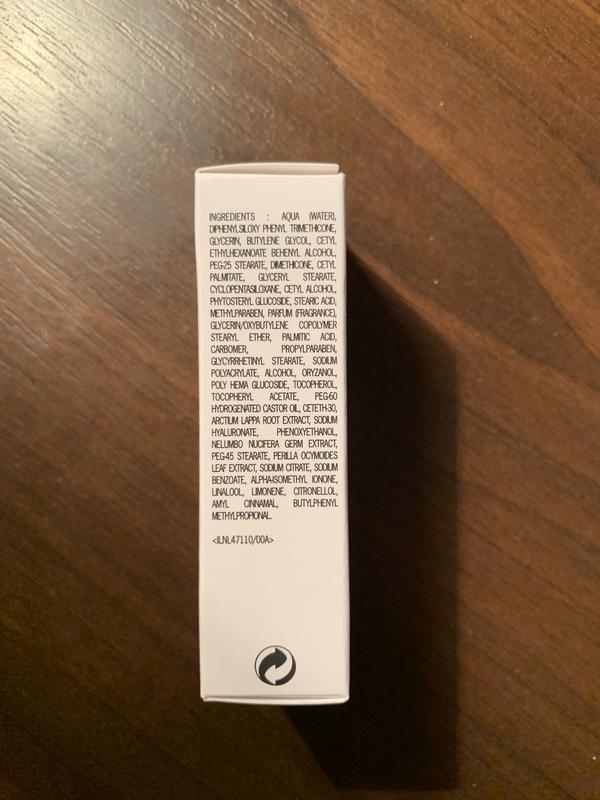 INGREDIENTS : AQUA (WATER),
DIPHENYLSILOXY PHENYL TRIMETHICONE,
GLYCERIN, BUTYLENE GLYCOL, CETYL
ETHYLHEXANOATE BEHENYL ALCOHOL,
PEG-25 STEARATE, DIMETHICONE, CETYL
PALMITATE, GLYCERYL STEARATE,
CYCLOPENTASILOXANE, CETYL ALCOHOL,
PHYTOSTERYL GLUCOSIDE, STEARIC ACID,
METHYLPARABEN, PARFUM (FRAGRANCE),
GLYCERIN/OXYBUTYLENE COPOLYMER
STEARYL ETHER, PALMITIC ACID,
CARBOMER, PROPYLPARABEN,
GLYCYRRHETINYL STEARATE, SODIUM
POLYACRYLATE, ALCOHOL, ORYZANOL,
POLY HEMA GLUCOSIDE, TOCOPHEROL,
TOCOPHERYL ACETATE, PEG-60
HYDROGENATED CASTOR OIL, CETETH-30,
ARCTIUM LAPPA ROOT EXTRACT, SODIUM
HYALURONATE, PHENOXYETHANOL,
NELUMBO NUCIFERA GERM EXTRACT,
PEG-45 STEARATE, PERILLA OCYMOIDES
LEAF EXTRACT, SODIUM CITRATE, SODIUM
BENZOATE, ALPHA-ISOMETHYL IONONE,
LINALOOL, LIMONENE, CITRONELLOL,
AMYL CINNAMAL, BUTYLPHENYL
METHYLPROPIONAL.
<ILNL47110/00A>